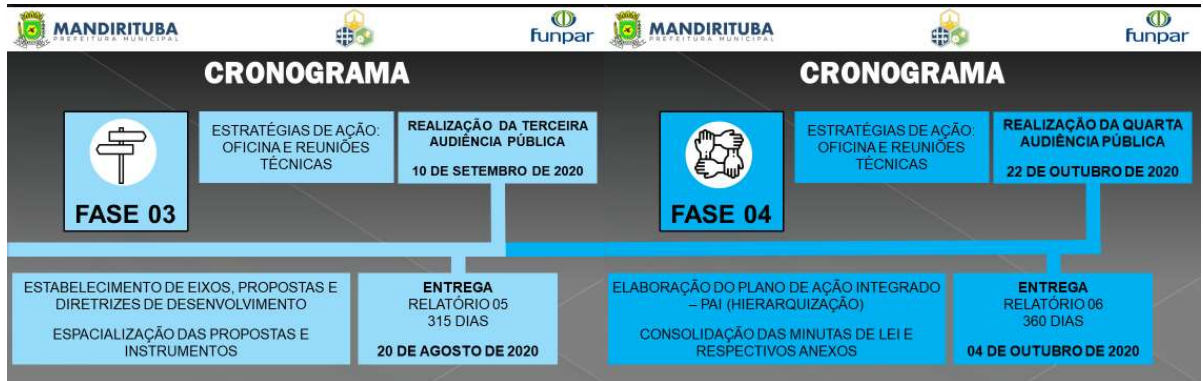 MANDIRITUBA
PREFEITURA MUNICIPAL
funpar
CRONOGRAMA
FASE 03
ESTRATÉGIAS DE AÇÃO:
OFICINA E REUNIÕES
TÉCNICAS
REALIZAÇÃO DA TERCEIRA
AUDIÊNCIA PÚBLICA
10 DE SETEMBRO DE 2020
ESTABELECIMENTO DE EIXOS, PROPOSTAS E
DIRETRIZES DE DESENVOLVIMENTO
ESPACIALIZAÇÃO DAS PROPOSTAS E
INSTRUMENTOS
ENTREGA
RELATÓRIO 05
315 DIAS
20 DE AGOSTO DE 2020
MANDIRITUBA
PREFEITURA MUNICIPAL
funpar
CRONOGRAMA
FASE 04
ESTRATÉGIAS DE AÇÃO:
OFICINA E REUNIÕES
TÉCNICAS
REALIZAÇÃO DA QUARTA
AUDIÊNCIA PÚBLICA
22 DE OUTUBRO DE 2020
ELABORAÇÃO DO PLANO DE AÇÃO INTEGRADO
– PAI (HIERARQUIZAÇÃO)
CONSOLIDAÇÃO DAS MINUTAS DE LEI E
RESPECTIVOS ANEXOS
ENTREGA
RELATÓRIO 06
360 DIAS
04 DE OUTUBRO DE 2020